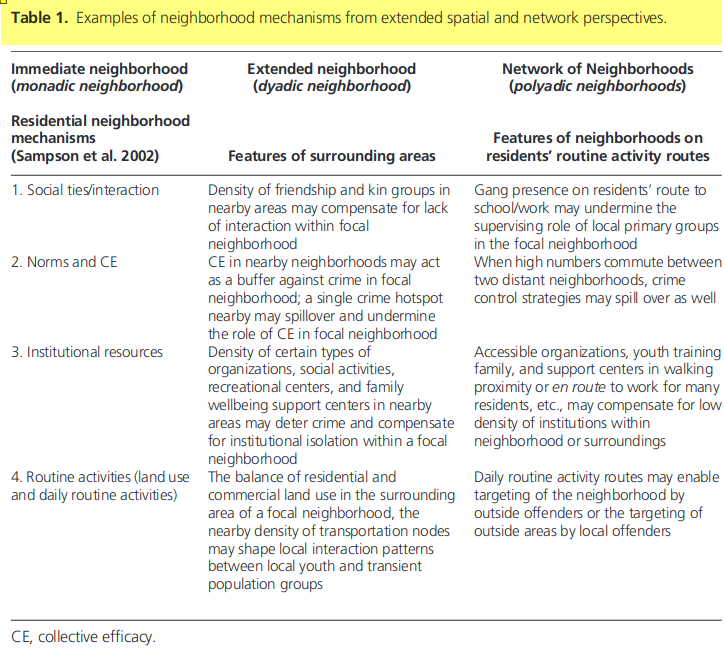 Table 1. Examples of neighborhood mechanisms from extended spatial and network perspectives.
Immediate neighborhood
(monadic neighborhood)
Extended neighborhood
(dyadic neighborhood)
Network of Neighborhoods
(polyadic neighborhoods)
Residential neighborhood
mechanisms
(Sampson et al. 2002)
Features of surrounding areas
Features of neighborhoods on
residents' routine activity routes
1. Social ties/interaction
Density of friendship and kin groups in
nearby areas may compensate for lack
of interaction within focal
neighborhood
Gang presence on residents' route to
school/work may undermine the
supervising role of local primary groups
in the focal neighborhood
2. Norms and CE
CE in nearby neighborhoods may act
as a buffer against crime in focal
neighborhood; a single crime hotspot
nearby may spillover and undermine
the role of CE in focal neighborhood
When high numbers commute between
two distant neighborhoods, crime
control strategies may spill over as well
3. Institutional resources
Density of certain types of
organizations, social activities,
recreational centers, and family
wellbeing support centers in nearby
areas may deter crime and compensate
for institutional isolation within a focal
neighborhood
Accessible organizations, youth training
family, and support centers in walking
proximity or en route to work for many
residents, etc., may compensate for low
density of institutions within
neighborhood or surroundings
4. Routine activities (land use
and daily routine activities)
The balance of residential and
commercial land use in the surrounding
area of a focal neighborhood, the
nearby density of transportation nodes
may shape local interaction patterns
between local youth and transient
population groups
Daily routine activity routes may enable
targeting of the neighborhood by
outside offenders or the targeting of
outside areas by local offenders
CE, collective efficacy.